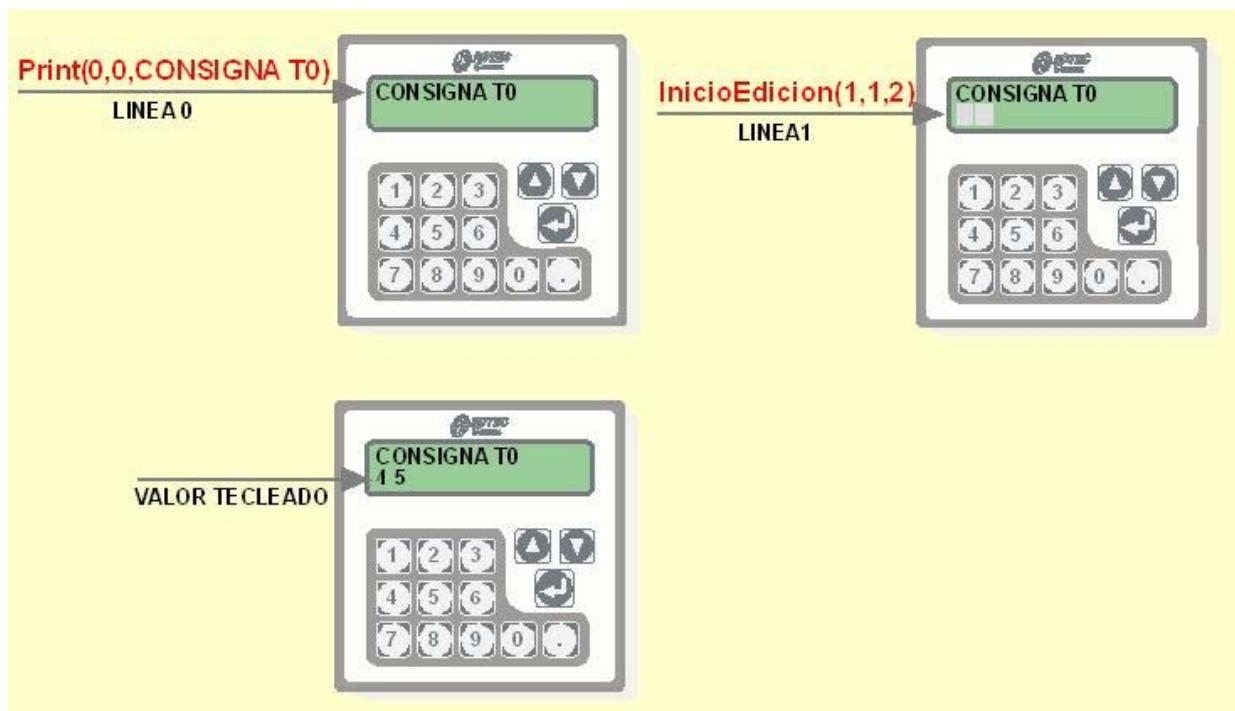 Print(0,0,CONSIGNA T0)
LINEA 0
CONSIGNA T0
1 2 3
4 5 6
7 8 9 0 .
InicioEdicion(1,1,2)
LINEA1
CONSIGNA T0
1 2 3
4 5 6
7 8 9 0 .
VALOR TECLEADO
CONSIGNA T0
4 5
1 2 3
4 5 6
7 8 9 0 .